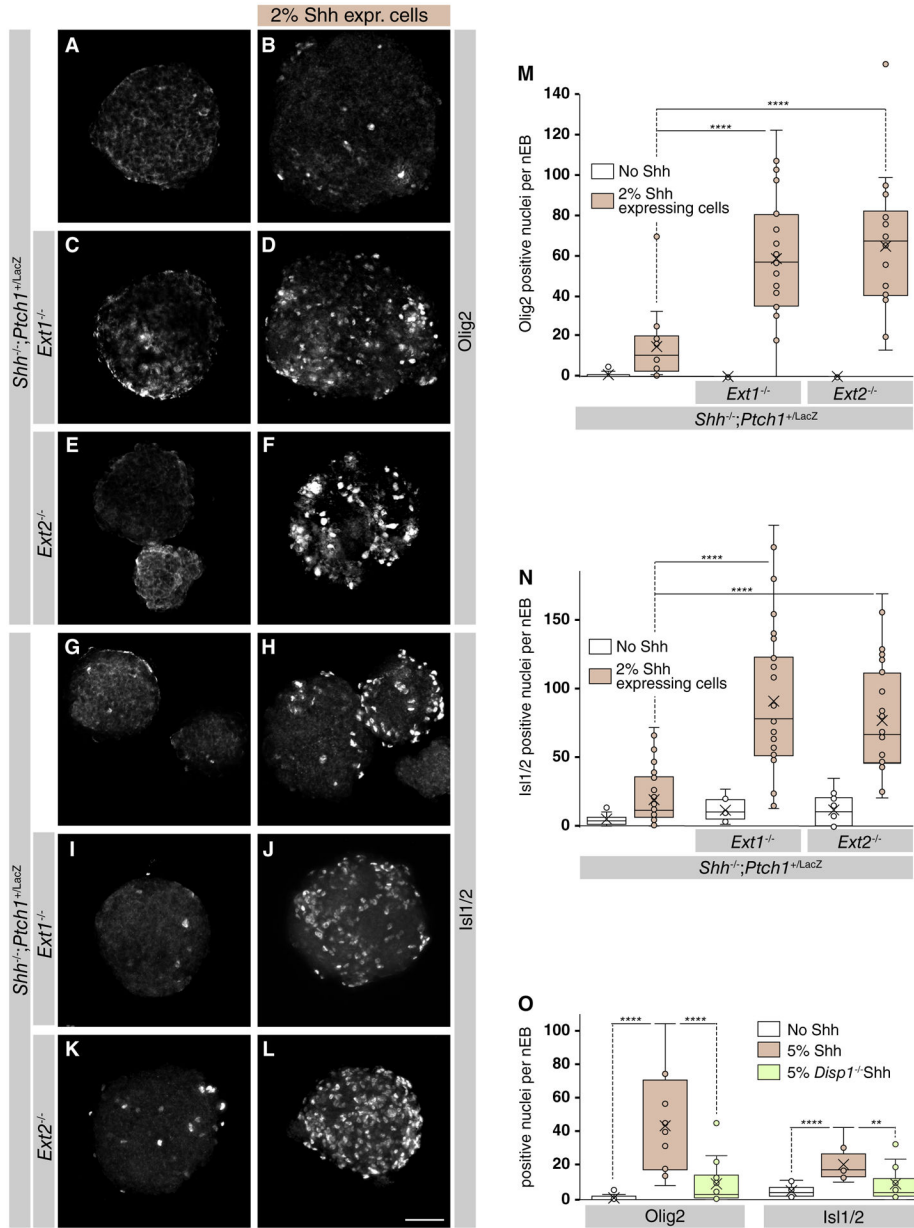 2% Shh expr. cells
A
B
C
D
E
F
G
H
I
J
K
L
Shh-/-;Ptch1+/LacZ
Ext1-/-
Ext2-/-
Olig2
Shh-/-;Ptch1+/LacZ
Ext1-/-
Ext2-/-
Isl1/2
M
Olig2 positive nuclei per nEB
140
120
100
80
60
40
20
0
No Shh
2% Shh
expressing cells
****
****
Ext1-/-
Ext2-/-
Shh-/-;Ptch1+/LacZ
N
Isl1/2 positive nuclei per nEB
150
100
50
0
No Shh
2% Shh
expressing cells
****
****
Ext1-/-
Ext2-/-
Shh-/-;Ptch1+/LacZ
O
positive nuclei per nEB
100
80
60
40
20
0
No Shh
5% Shh
5% Disp1-/-Shh
****
****
****
**
Olig2
Isl1/2